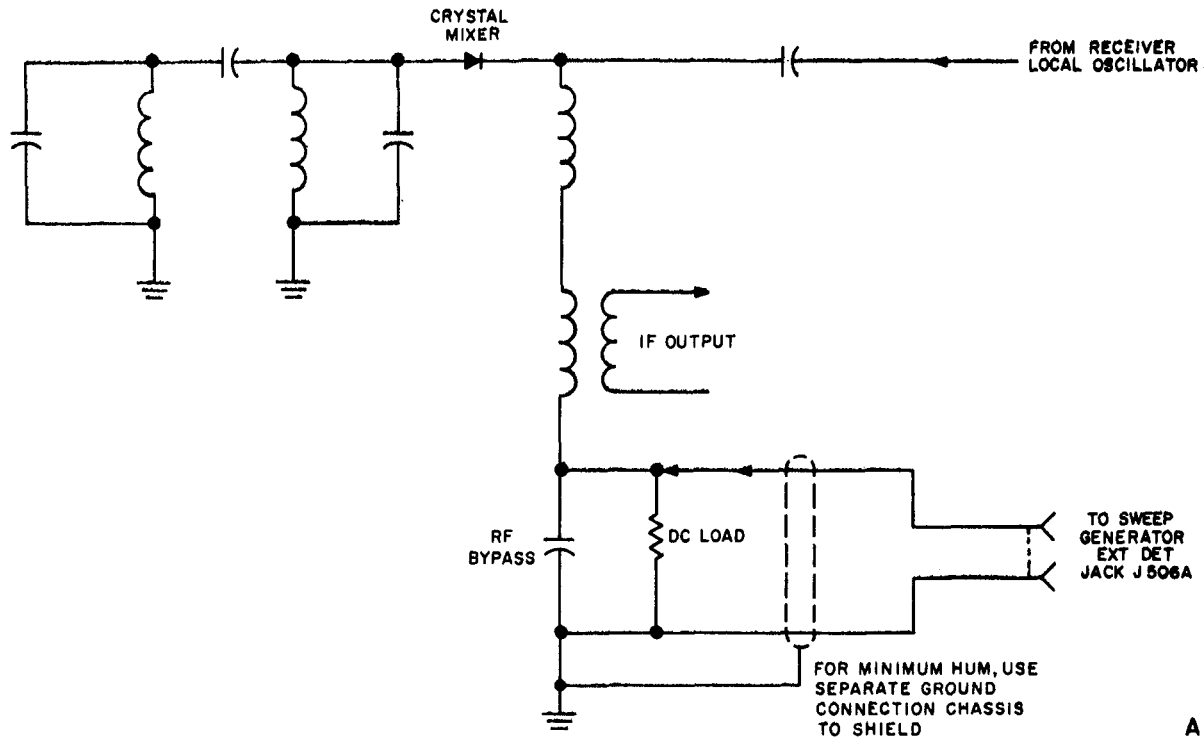 CRYSTAL
MIXER
FROM RECEIVER
LOCAL OSCILLATOR
IF OUTPUT
RF
BYPASS
DC LOAD
TO SWEEP
GENERATOR
EXT DET
JACK J506A
FOR MINIMUM HUM, USE
SEPARATE GROUND
CONNECTION CHASSIS
TO SHIELD
A